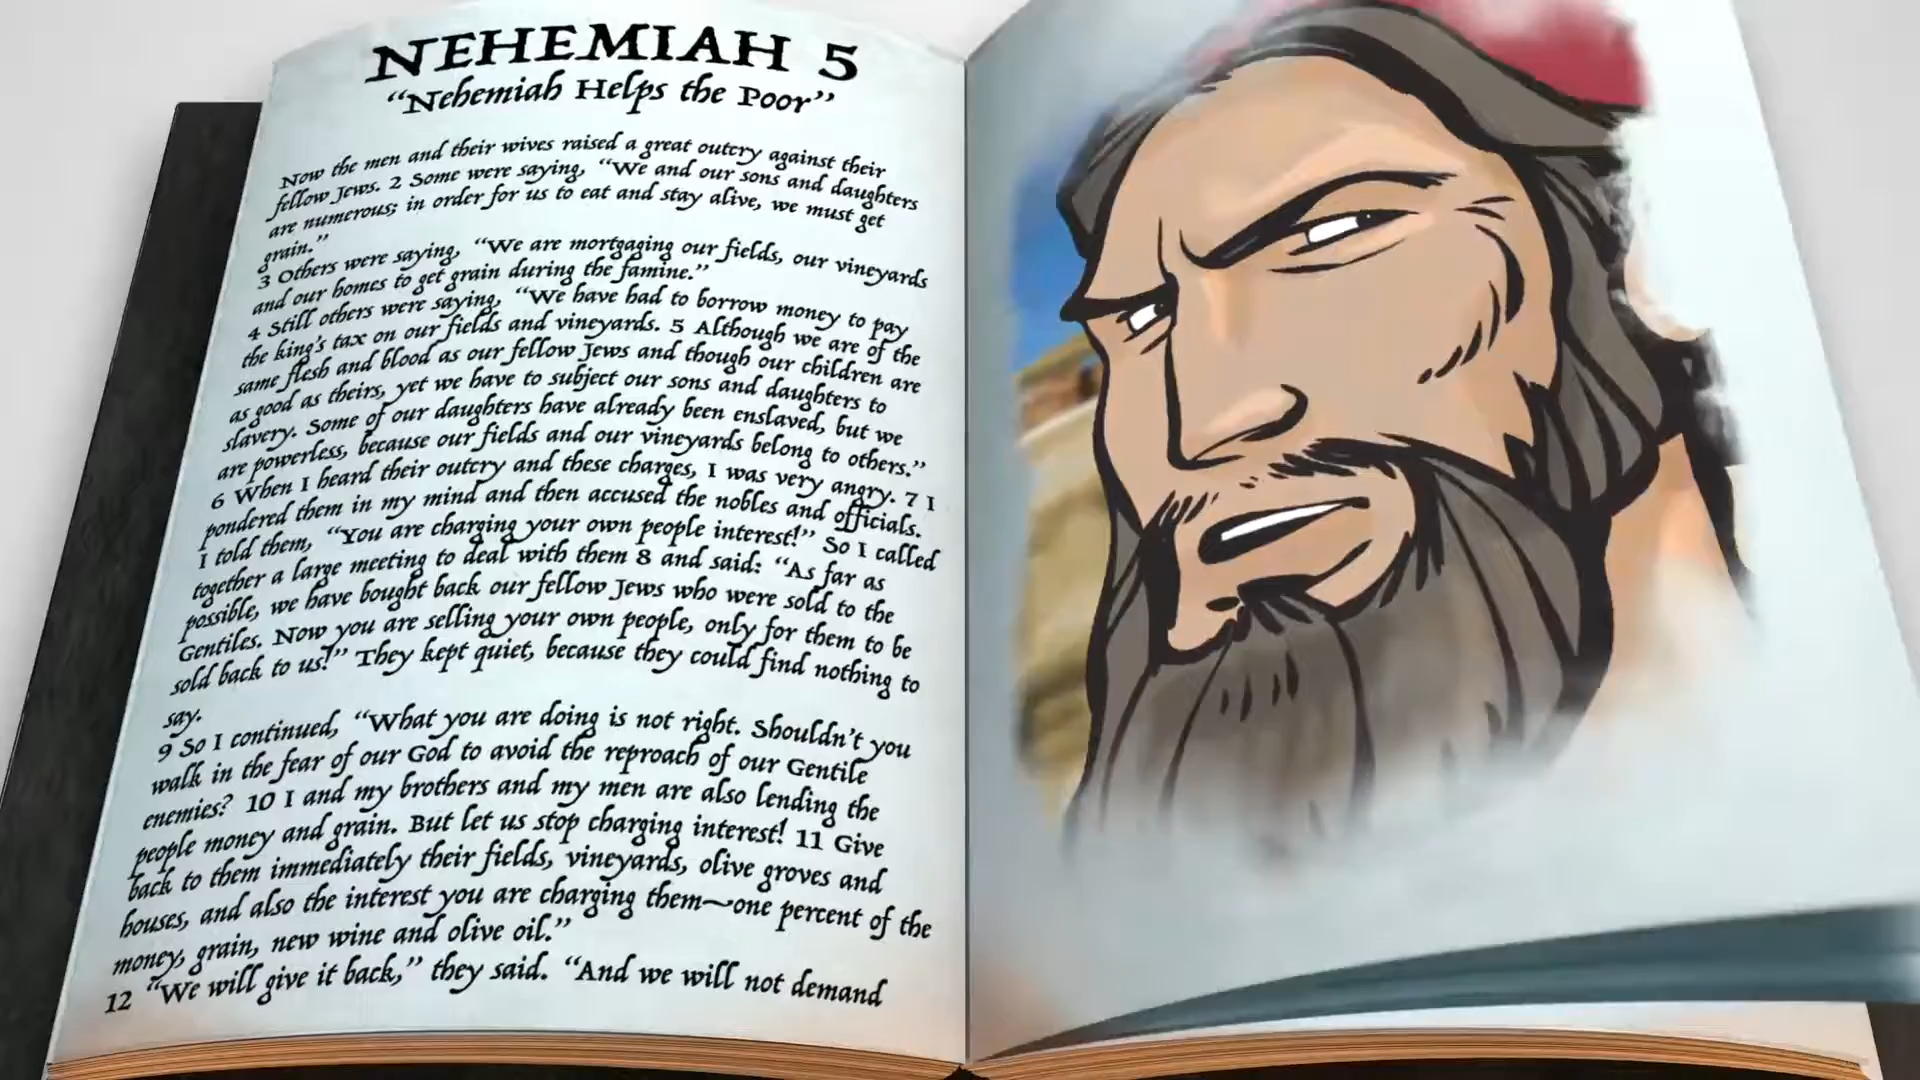 NEHEMIAH 5
“Nehemiah Helps the Poor”
Now the men and their wives raised a great outcry against their
fellow Jews. 2 Some were saying, “We and our sons and daughters
are numerous; in order for us to eat and stay alive, we must get
grain.”
3 Others were saying, “We are mortgaging our fields, our vineyards
and our homes to get grain during the famine.”
4 Still others were saying, “We have had to borrow money to pay
the king’s tax on our fields and vineyards. 5 Although we are of the
same flesh and blood as our fellow Jews and though our children are
as good as theirs, yet we have to subject our sons and daughters to
slavery. Some of our daughters have already been enslaved, but we
are powerless, because our fields and our vineyards belong to others.”
6 When I heard their outcry and these charges, I was very angry. 7 I
pondered them in my mind and then accused the nobles and officials.
I told them, “You are charging your own people interest!” So I called
together a large meeting to deal with them 8 and said: “As far as
possible, we have bought back our fellow Jews who were sold to the
Gentiles. Now you are selling your own people, only for them to be
sold back to us!” They kept quiet, because they could find nothing to
say.
9 So I continued, “What you are doing is not right. Shouldn’t you
walk in the fear of our God to avoid the reproach of our Gentile
enemies? 10 I and my brothers and my men are also lending the
people money and grain. But let us stop charging interest! 11 Give
back to them immediately their fields, vineyards, olive groves and
houses, and also the interest you are charging them—one percent of the
money, grain, new wine and olive oil.”
12 “We will give it back,” they said. “And we will not demand